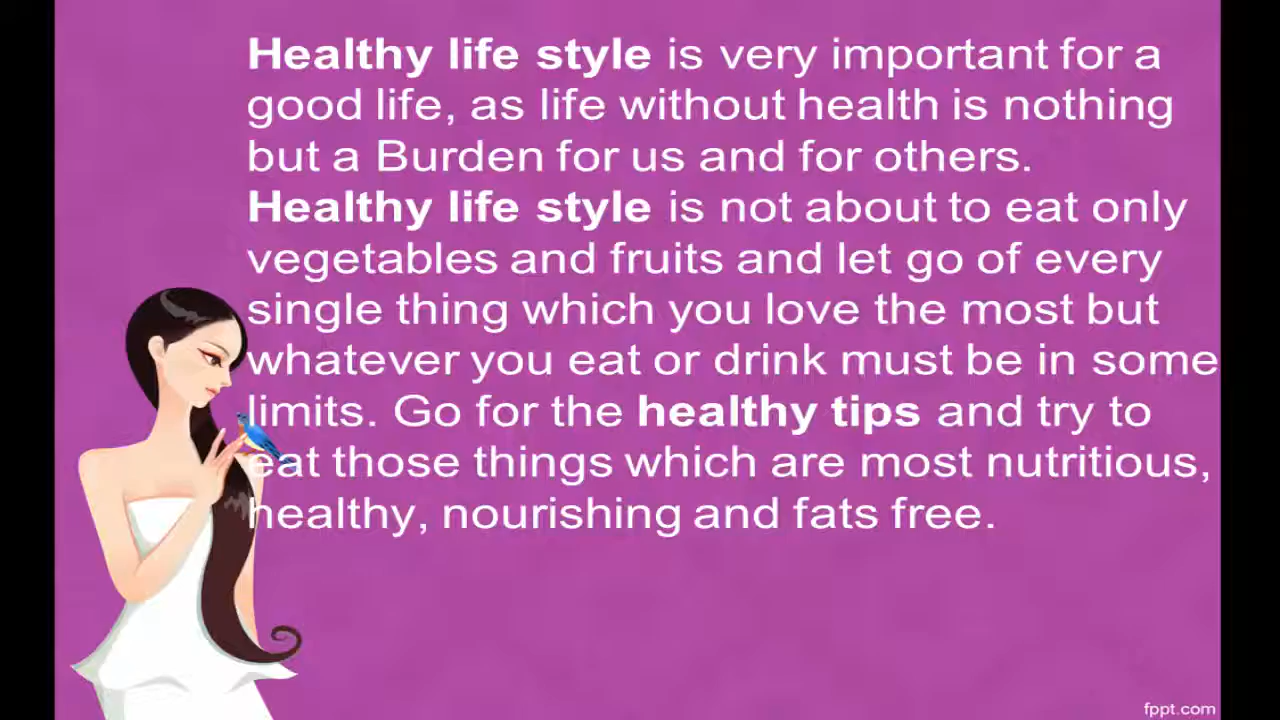 Healthy life style is very important for a
good life, as life without health is nothing
but a Burden for us and for others.
Healthy life style is not about to eat only
vegetables and fruits and let go of every
single thing which you love the most but
whatever you eat or drink must be in some
limits. Go for the healthy tips and try to
eat those things which are most nutritious,
healthy, nourishing and fats free.
fppt.com